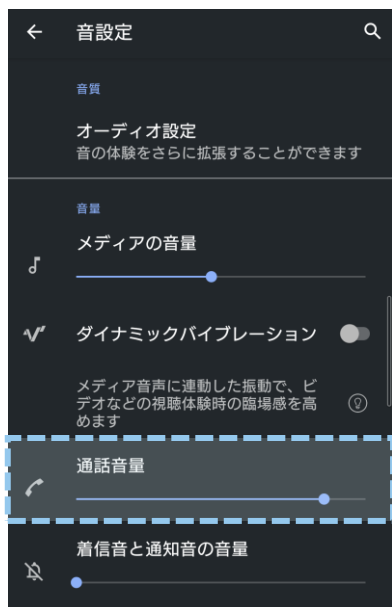 音設定
音質
オーディオ設定
音の体験をさらに拡張することができます
音量
メディアの音量
ダイナミックバイブレーション
メディア音声に連動した振動で、ビ
デオなどの視聴体験時の臨場感を高
めます
通話音量
着信音と通知音の音量